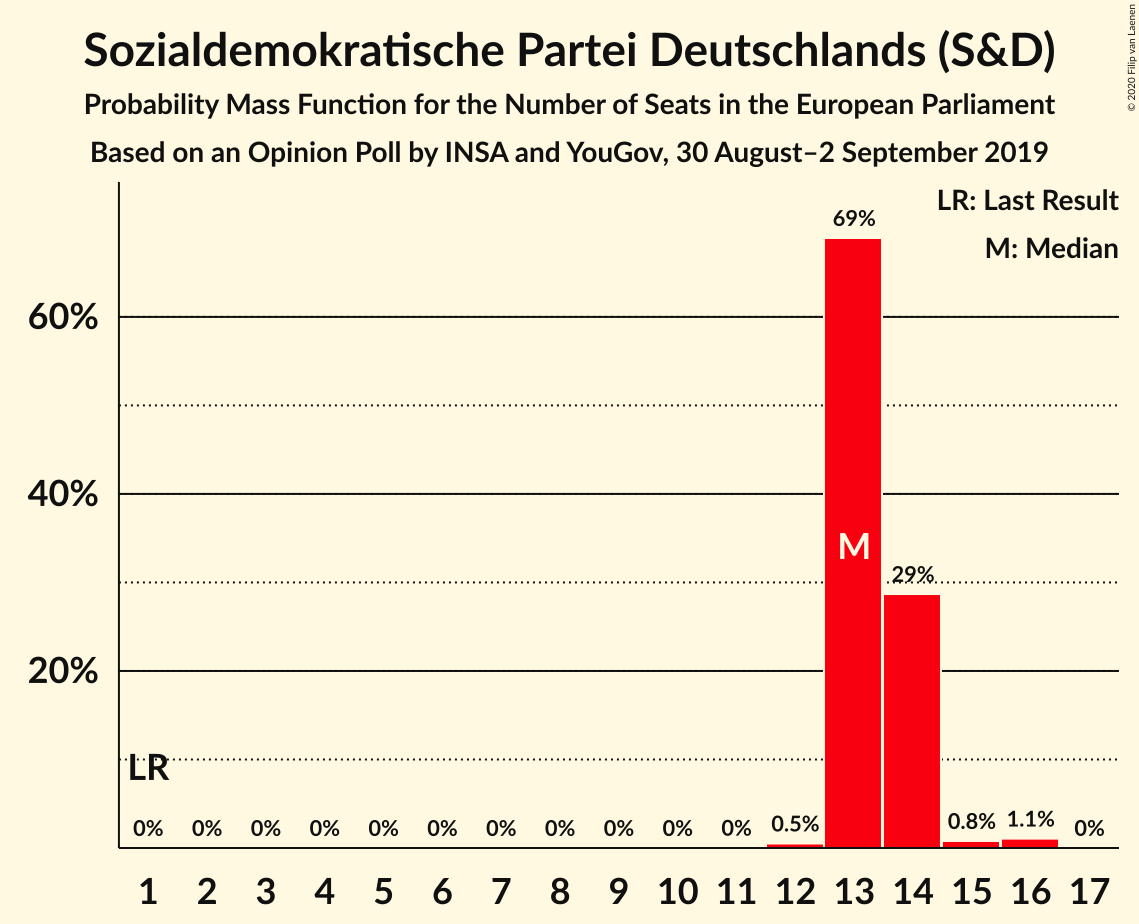 Sozialdemokratische Partei Deutschlands (S&D)
Probability Mass Function for the Number of Seats in the European Parliament
Based on an Opinion Poll by INSA and YouGov, 30 August–2 September 2019
© 2020 Filip van Laenen
LR: Last Result
M: Median
69%
60%
40%
M
29%
20%
LR
0% 0% 0% 0% 0% 0% 0% 0% 0% 0% 0% 0.5% 0.8% 1.1% 0%
1 2 3 4 5 6 7 8 9 10 11 12 13 14 15 16 17